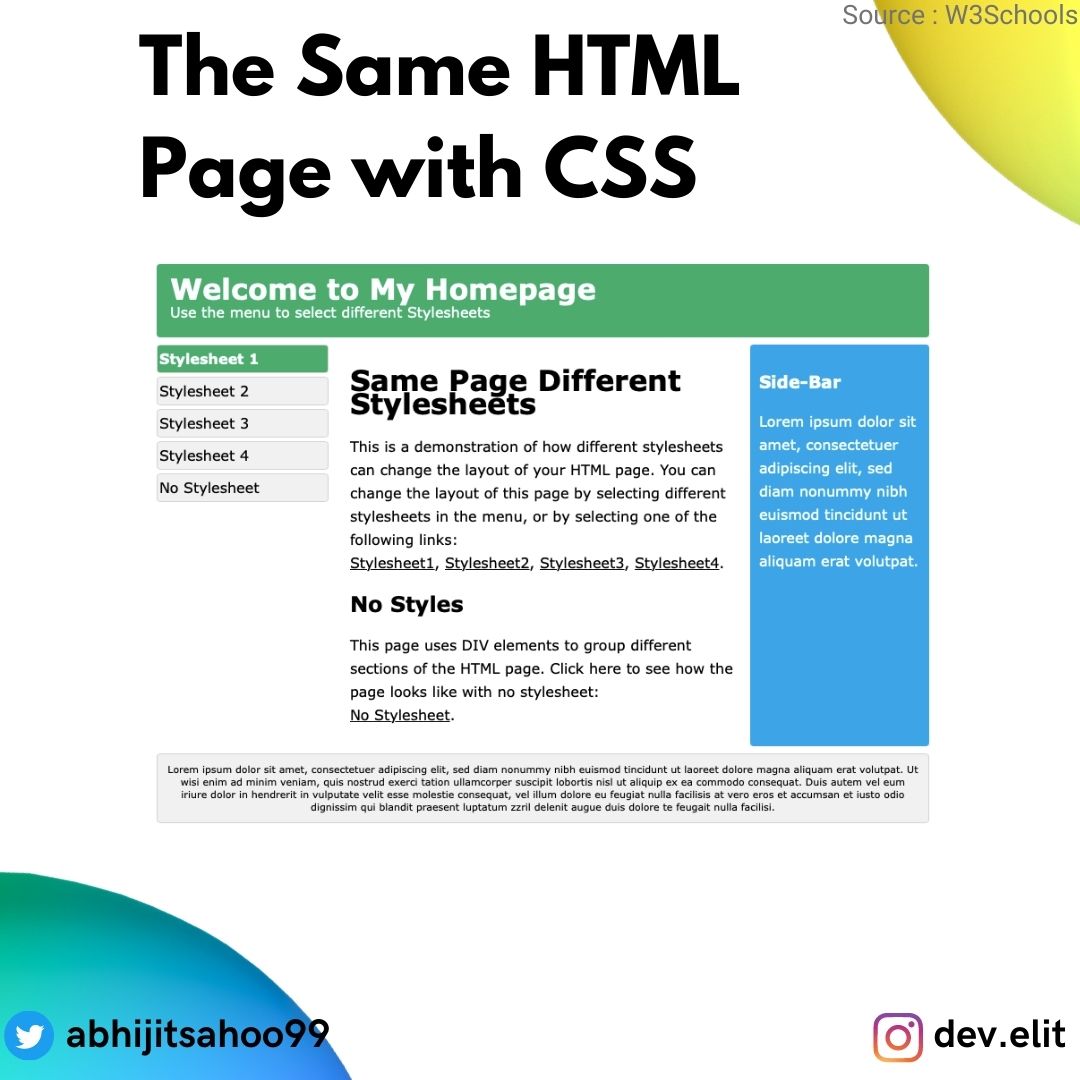 Source : W3Schools
The Same HTML
Page with CSS
Welcome to My Homepage
Use the menu to select different Stylesheets
Stylesheet 1
Stylesheet 2
Stylesheet 3
Stylesheet 4
No Stylesheet
Same Page Different
Stylesheets
This is a demonstration of how different stylesheets
can change the layout of your HTML page. You can
change the layout of this page by selecting different
stylesheets in the menu, or by selecting one of the
following links:
Stylesheet1, Stylesheet2, Stylesheet3, Stylesheet4.
No Styles
This page uses DIV elements to group different
sections of the HTML page. Click here to see how the
page looks like with no stylesheet:
No Stylesheet.
Side-Bar
Lorem ipsum dolor sit
amet, consectetuer
adipiscing elit, sed
diam nonummy nibh
euismod tincidunt ut
laoreet dolore magna
aliquam erat volutpat.
Lorem ipsum dolor sit amet, consectetuer adipiscing elit, sed diam nonummy nibh euismod tincidunt ut laoreet dolore magna aliquam erat volutpat. Ut
wisi enim ad minim veniam, quis nostrud exerci tation ullamcorper suscipit lobortis nisl ut aliquip ex ea commodo consequat. Duis autem vel eum
iriure dolor in hendrerit in vulputate velit esse molestie consequat, vel illum dolore eu feugiat nulla facilisis at vero eros et accumsan et iusto odio
dignissim qui blandit praesent luptatum zzril delenit augue duis dolore te feugait nulla facilisi.
abhijitsahoo99
dev.elit